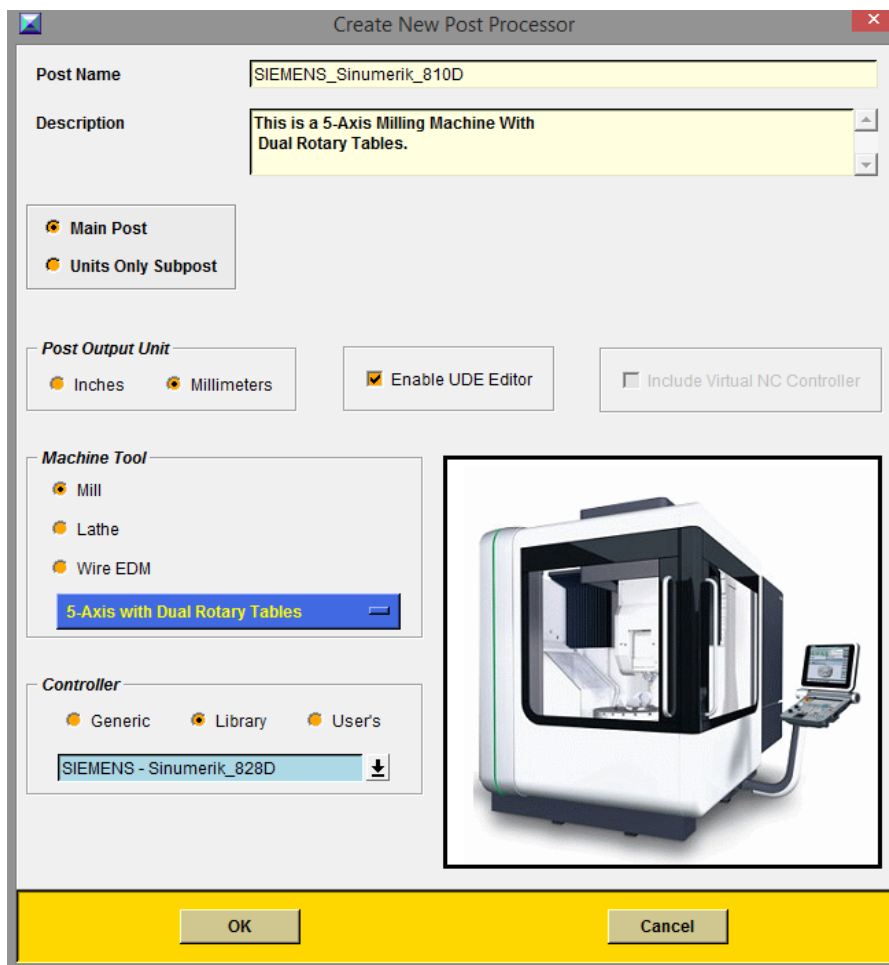 Create New Post Processor
Post Name
SIEMENS_Sinumerik_810D
Description
This is a 5-Axis Milling Machine With
Dual Rotary Tables.
Main Post
Units Only Subpost
Post Output Unit
Inches
Millimeters
Enable UDE Editor
Include Virtual NC Controller
Machine Tool
Mill
Lathe
Wire EDM
5-Axis with Dual Rotary Tables
Controller
Generic
Library
User's
SIEMENS - Sinumerik_828D
OK
Cancel